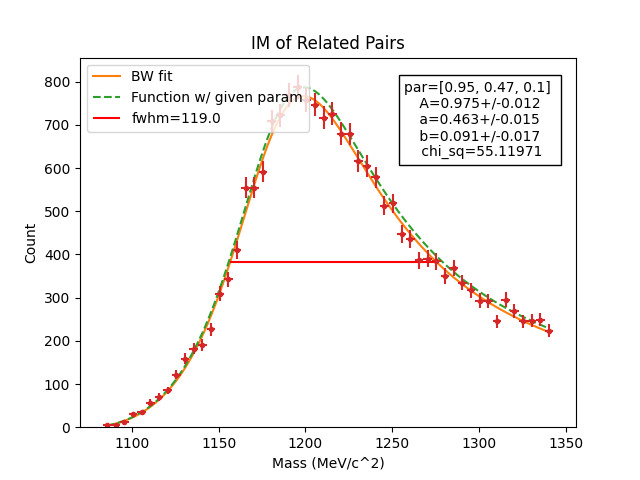 IM of Related Pairs
BW fit
Function w/ given param
fwhm=119.0
par=[0.95, 0.47, 0.1]
A=0.975+/-0.012
a=0.463+/-0.015
b=0.091+/-0.017
chi_sq=55.11971
800
700
600
500
400
300
200
100
0
Count
1100 1150 1200 1250 1300 1350
Mass (MeV/c^2)